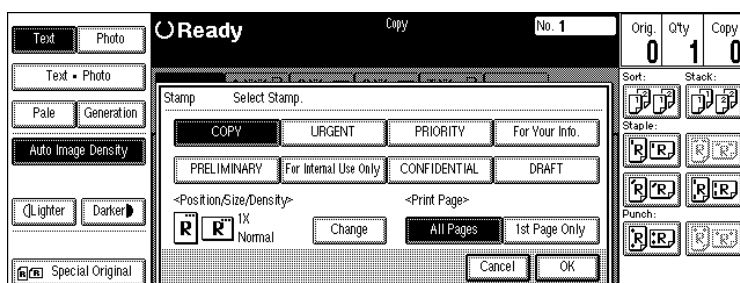 Text Photo
Text • Photo
Pale Generation
Auto Image Density
Lighter Darker
Special Original
Ready
Copy
No. 1
Stamp Select Stamp.
COPY URGENT PRIORITY For Your Info.
PRELIMINARY For Internal Use Only CONFIDENTIAL DRAFT
<Position/Size/Density> <Print Page>
R R 1X
Normal
Change
All Pages 1st Page Only
Cancel OK
Orig. Q'ty Copy
0 1 0
Sort: Stack:
Staple:
Punch: